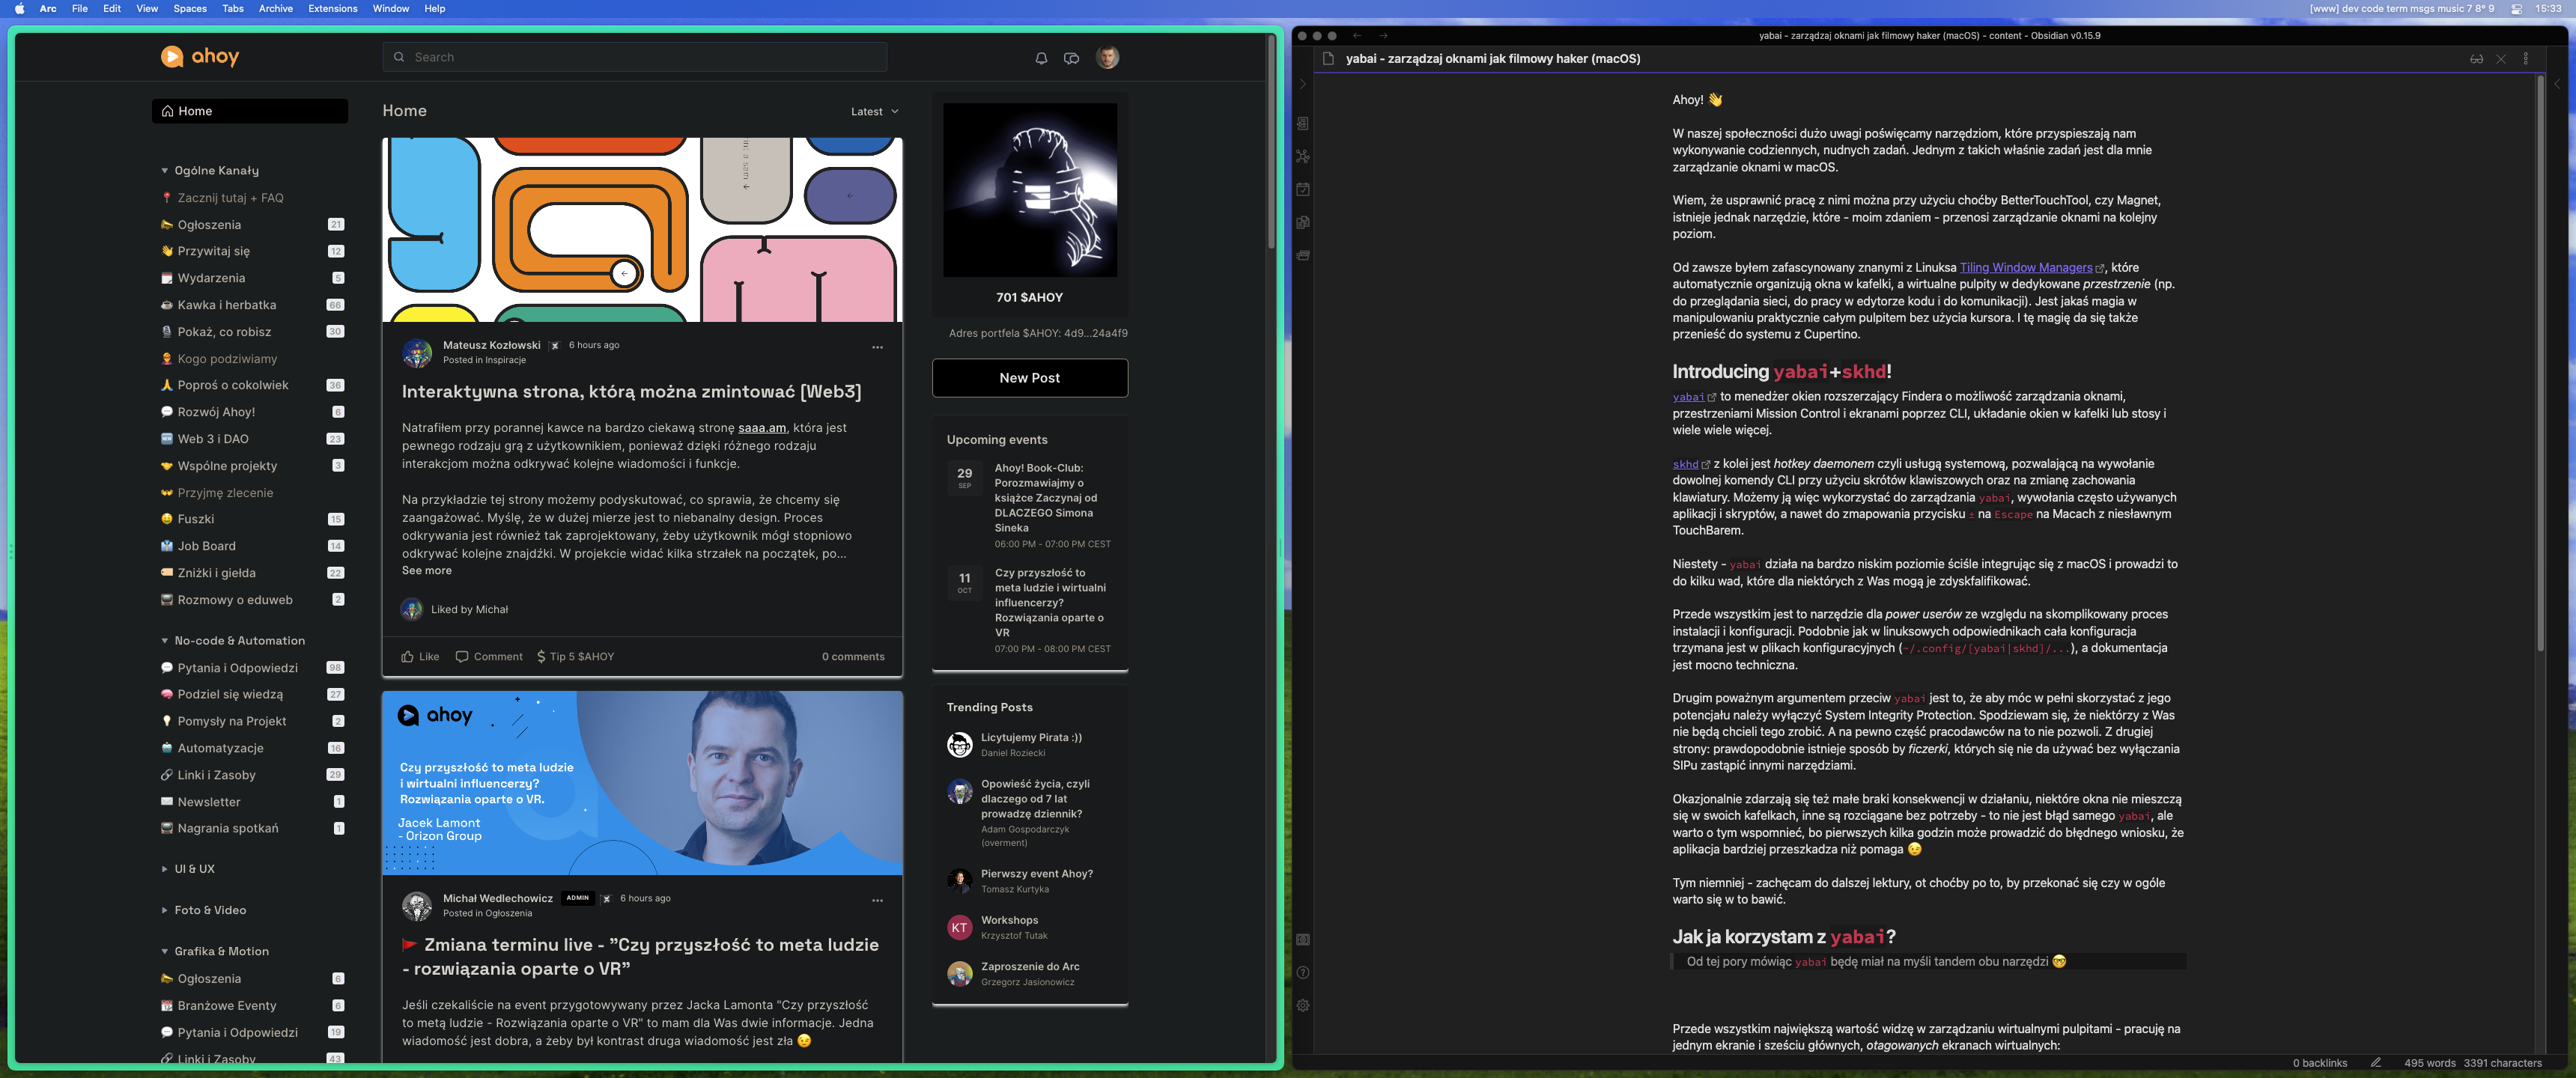 Arc File Edit View Spaces Tabs Archive Extensions Window Help
[www] dev code term msgs music 7 8° 9 15:33
ahoy
Search
Home
Ogólne Kanały
Zacznij tutaj + FAQ
Ogłoszenia 21
Przywitaj się 12
Wydarzenia 5
Kawka i herbatka 66
Pokaż, co robisz 30
Kogo podziwiamy
Poproś o cokolwiek 36
Rozwój Ahoy! 6
Web 3 i DAO 23
Wspólne projekty 3
Przyjmę zlecenie
Fuszki 15
Job Board 14
Zniżki i giełda 22
Rozmowy o eduweb 2
No-code & Automation
Pytania i Odpowiedzi 98
Podziel się wiedzą 27
Pomysły na Projekt 2
Automatyzacje 16
Linki i Zasoby 29
Newsletter 1
Nagrania spotkań 1
UI & UX
Foto & Video
Grafika & Motion
Ogłoszenia 6
Branżowe Eventy 6
Pytania i Odpowiedzi 19
Linki i Zasoby 43
Home
Latest
Mateusz Kozłowski 6 hours ago
Posted in Inspiracje
Interaktywna strona, którą można zmintować [Web3]
Natrafiłem przy porannej kawce na bardzo ciekawą stronę saaa.am, która jest
pewnego rodzaju grą z użytkownikiem, ponieważ dzięki różnego rodzaju
interakcjom można odkrywać kolejne wiadomości i funkcje.
Na przykładzie tej strony możemy podyskutować, co sprawia, że chcemy się
zaangażować. Myślę, że w dużej mierze jest to niebanalny design. Proces
odkrywania jest również tak zaprojektowany, żeby użytkownik mógł stopniowo
odkrywać kolejne znajdźki. W projekcie widać kilka strzałek na początek, po...
See more
Liked by Michał
Like Comment Tip 5 $AHOY 0 comments
ahoy
Czy przyszłość to meta ludzie
i wirtualni influencerzy?
Rozwiązania oparte o VR.
Jacek Lamont
- Orizon Group
Michał Wedlechowicz ADMIN 6 hours ago
Posted in Ogłoszenia
🚩 Zmiana terminu live - "Czy przyszłość to meta ludzie
- rozwiązania oparte o VR"
Jeśli czekaliście na event przygotowywany przez Jacka Lamonta "Czy przyszłość
to metą ludzie - Rozwiązania oparte o VR" to mam dla Was dwie informacje. Jedna
wiadomość jest dobra, a żeby był kontrast druga wiadomość jest zła 😉
701 $AHOY
Adres portfela $AHOY: 4d9...24a4f9
New Post
Upcoming events
29
SEP
Ahoy! Book-Club:
Porozmawiajmy o
książce Zaczynaj od
DLACZEGO Simona
Sineka
06:00 PM - 07:00 PM CEST
11
OCT
Czy przyszłość to
meta ludzie i wirtualni
influencerzy?
Rozwiązania oparte o
VR
07:00 PM - 08:00 PM CEST
Trending Posts
Licytujemy Pirata :))
Daniel Roziecki
Opowieść życia, czyli
dlaczego od 7 lat
prowadzę dziennik?
Adam Gospodarczyk
(overment)
Pierwszy event Ahoy?
Tomasz Kurtyka
KT
Workshops
Krzysztof Tutak
Zaproszenie do Arc
Grzegorz Jasionowicz
yabai - zarządzaj oknami jak filmowy haker (macOS) - content - Obsidian v0.15.9
yabai - zarządzaj oknami jak filmowy haker (macOS)
Ahoy! 👋
W naszej społeczności dużo uwagi poświęcamy narzędziom, które przyspieszają nam
wykonywanie codziennych, nudnych zadań. Jednym z takich właśnie zadań jest dla mnie
zarządzanie oknami w macOS.
Wiem, że usprawnić pracę z nimi można przy użyciu choćby BetterTouchTool, czy Magnet,
istnieje jednak narzędzie, które - moim zdaniem - przenosi zarządzanie oknami na kolejny
poziom.
Od zawsze byłem zafascynowany znanymi z Linuksa Tiling Window Managers, które
automatycznie organizują okna w kafelki, a wirtualne pulpity w dedykowane przestrzenie (np.
do przeglądania sieci, do pracy w edytorze kodu i do komunikacji). Jest jakaś magia w
manipulowaniu praktycznie całym pulpitem bez użycia kursora. I tę magię da się także
przenieść do systemu z Cupertino.
Introducing yabai+skhd!
yabai to menedżer okien rozszerzający Findera o możliwość zarządzania oknami,
przestrzeniami Mission Control i ekranami poprzez CLI, układanie okien w kafelki lub stosy i
wiele wiele więcej.
skhd z kolei jest hotkey daemonem czyli usługą systemową, pozwalającą na wywołanie
dowolnej komendy CLI przy użyciu skrótów klawiszowych oraz na zmianę zachowania
klawiatury. Możemy ją więc wykorzystać do zarządzania yabai, wywołania często używanych
aplikacji i skryptów, a nawet do zmapowania przycisku ± na Escape na Macach z niesławnym
TouchBarem.
Niestety - yabai działa na bardzo niskim poziomie ściśle integrując się z macOS i prowadzi to
do kilku wad, które dla niektórych z Was mogą je zdyskfalifikować.
Przede wszystkim jest to narzędzie dla power userów ze względu na skomplikowany proces
instalacji i konfiguracji. Podobnie jak w linuksowych odpowiednikach cała konfiguracja
trzymana jest w plikach konfiguracyjnych (~/.config/[yabai|skhd]/...), a dokumentacja
jest mocno techniczna.
Drugim poważnym argumentem przeciw yabai jest to, że aby móc w pełni skorzystać z jego
potencjału należy wyłączyć System Integrity Protection. Spodziewam się, że niektórzy z Was
nie będą chcieli tego zrobić. A na pewno część pracodawców na to nie pozwoli. Z drugiej
strony: prawdopodobnie istnieje sposób by ficzerki, których się nie da używać bez wyłączania
SIPu zastąpić innymi narzędziami.
Okazjonalnie zdarzają się też małe braki konsekwencji w działaniu, niektóre okna nie mieszczą
się w swoich kafelkach, inne są rozciągane bez potrzeby - to nie jest błąd samego yabai, ale
warto o tym wspomnieć, bo pierwszych kilka godzin może prowadzić do błędnego wniosku, że
aplikacja bardziej przeszkadza niż pomaga 😉
Tym niemniej - zachęcam do dalszej lektury, ot choćby po to, by przekonać się czy w ogóle
warto się w to bawić.
Jak ja korzystam z yabai?
Od tej pory mówiąc yabai będę miał na myśli tandem obu narzędzi 🤓
Przede wszystkim największą wartość widzę w zarządzaniu wirtualnymi pulpitami - pracuję na
jednym ekranie i sześciu głównych, otagowanych ekranach wirtualnych:
0 backlinks 495 words 3391 characters